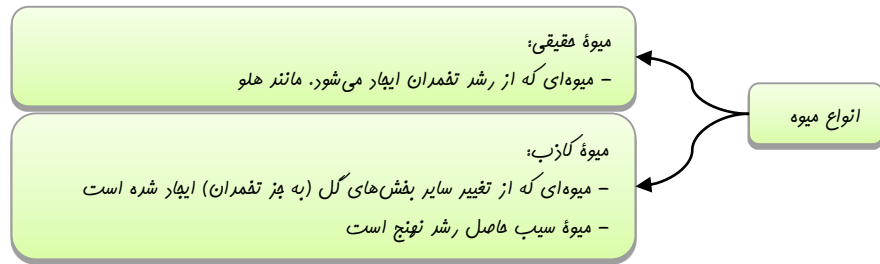 انواع میوه
میوهٔ حقیقی:
– میوه‌ای که از رشد تخمدان ایجاد می‌شود. مانند هلو
میوهٔ کاذب:
– میوه‌ای که از تغییر سایر بخش‌های گل (به جز تخمدان) ایجاد شده است
– میوهٔ سیب حاصل رشد نهنج است